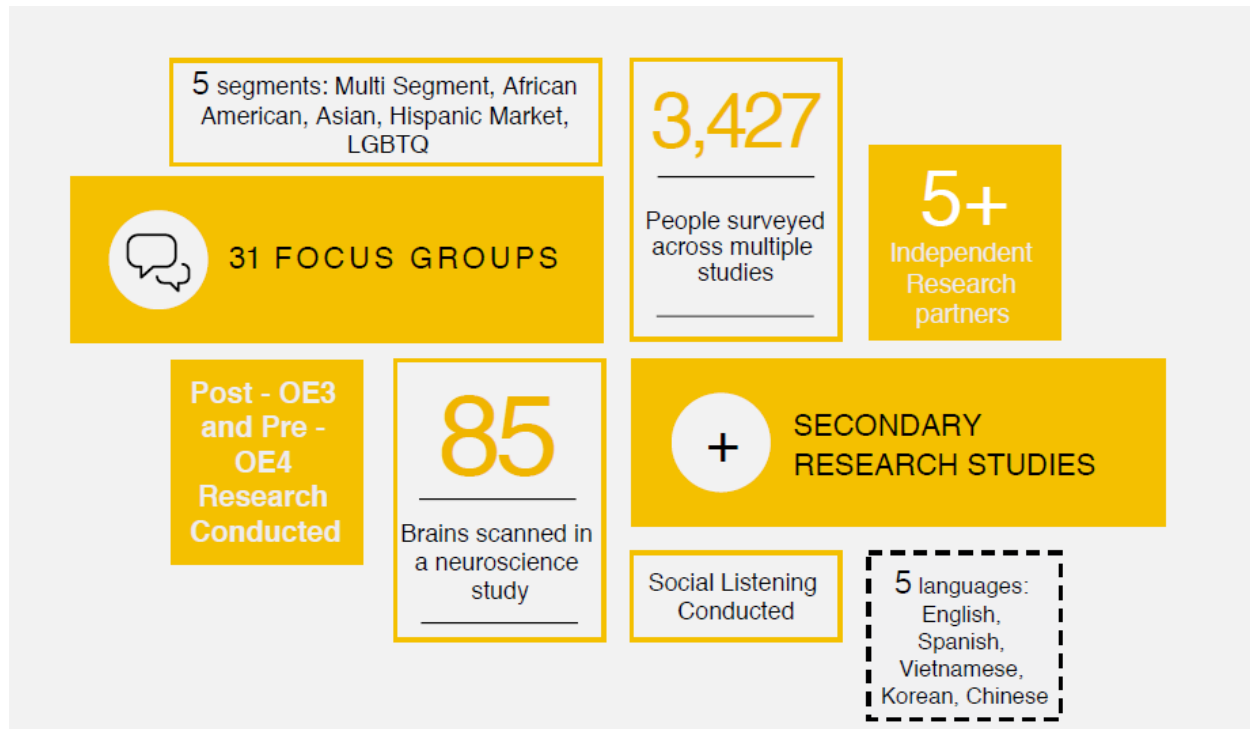 5 segments: Multi Segment, African
American, Asian, Hispanic Market,
LGBTQ
31 FOCUS GROUPS
3,427
People surveyed
across multiple
studies
5+
Independent
Research
partners
Post - OE3
and Pre -
OE4
Research
Conducted
85
Brains scanned in
a neuroscience
study
+
SECONDARY
RESEARCH STUDIES
Social Listening
Conducted
5 languages:
English,
Spanish,
Vietnamese,
Korean, Chinese